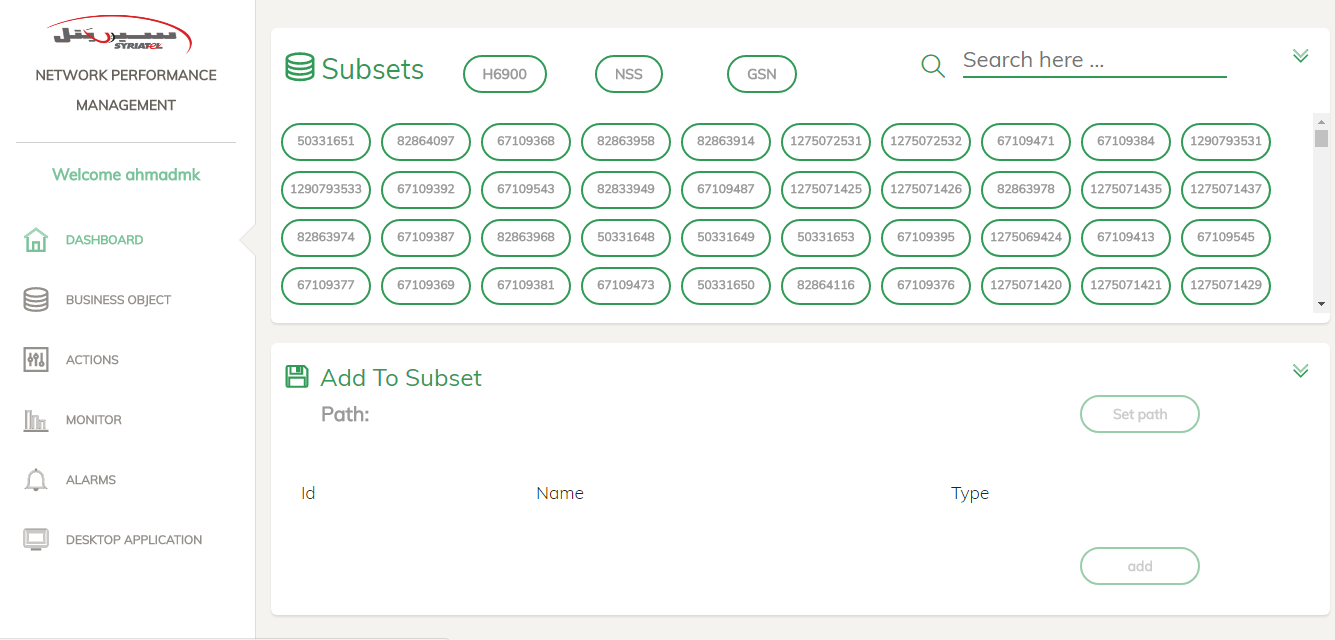 سيريتل
SYRIATEL
NETWORK PERFORMANCE
MANAGEMENT
Welcome ahmadmk
DASHBOARD
BUSINESS OBJECT
ACTIONS
MONITOR
ALARMS
DESKTOP APPLICATION
Subsets
H6900 NSS GSN
Search here ...
50331651 82864097 67109368 82863958 82863914 1275072531 1275072532 67109471 67109384 1290793531
1290793533 67109392 67109543 82833949 67109487 1275071425 1275071426 82863978 1275071435 1275071437
82863974 67109387 82863968 50331648 50331649 50331653 67109395 1275069424 67109413 67109545
67109377 67109369 67109381 67109473 50331650 82864116 67109376 1275071420 1275071421 1275071429
Add To Subset
Path: Set path
Id Name Type
add